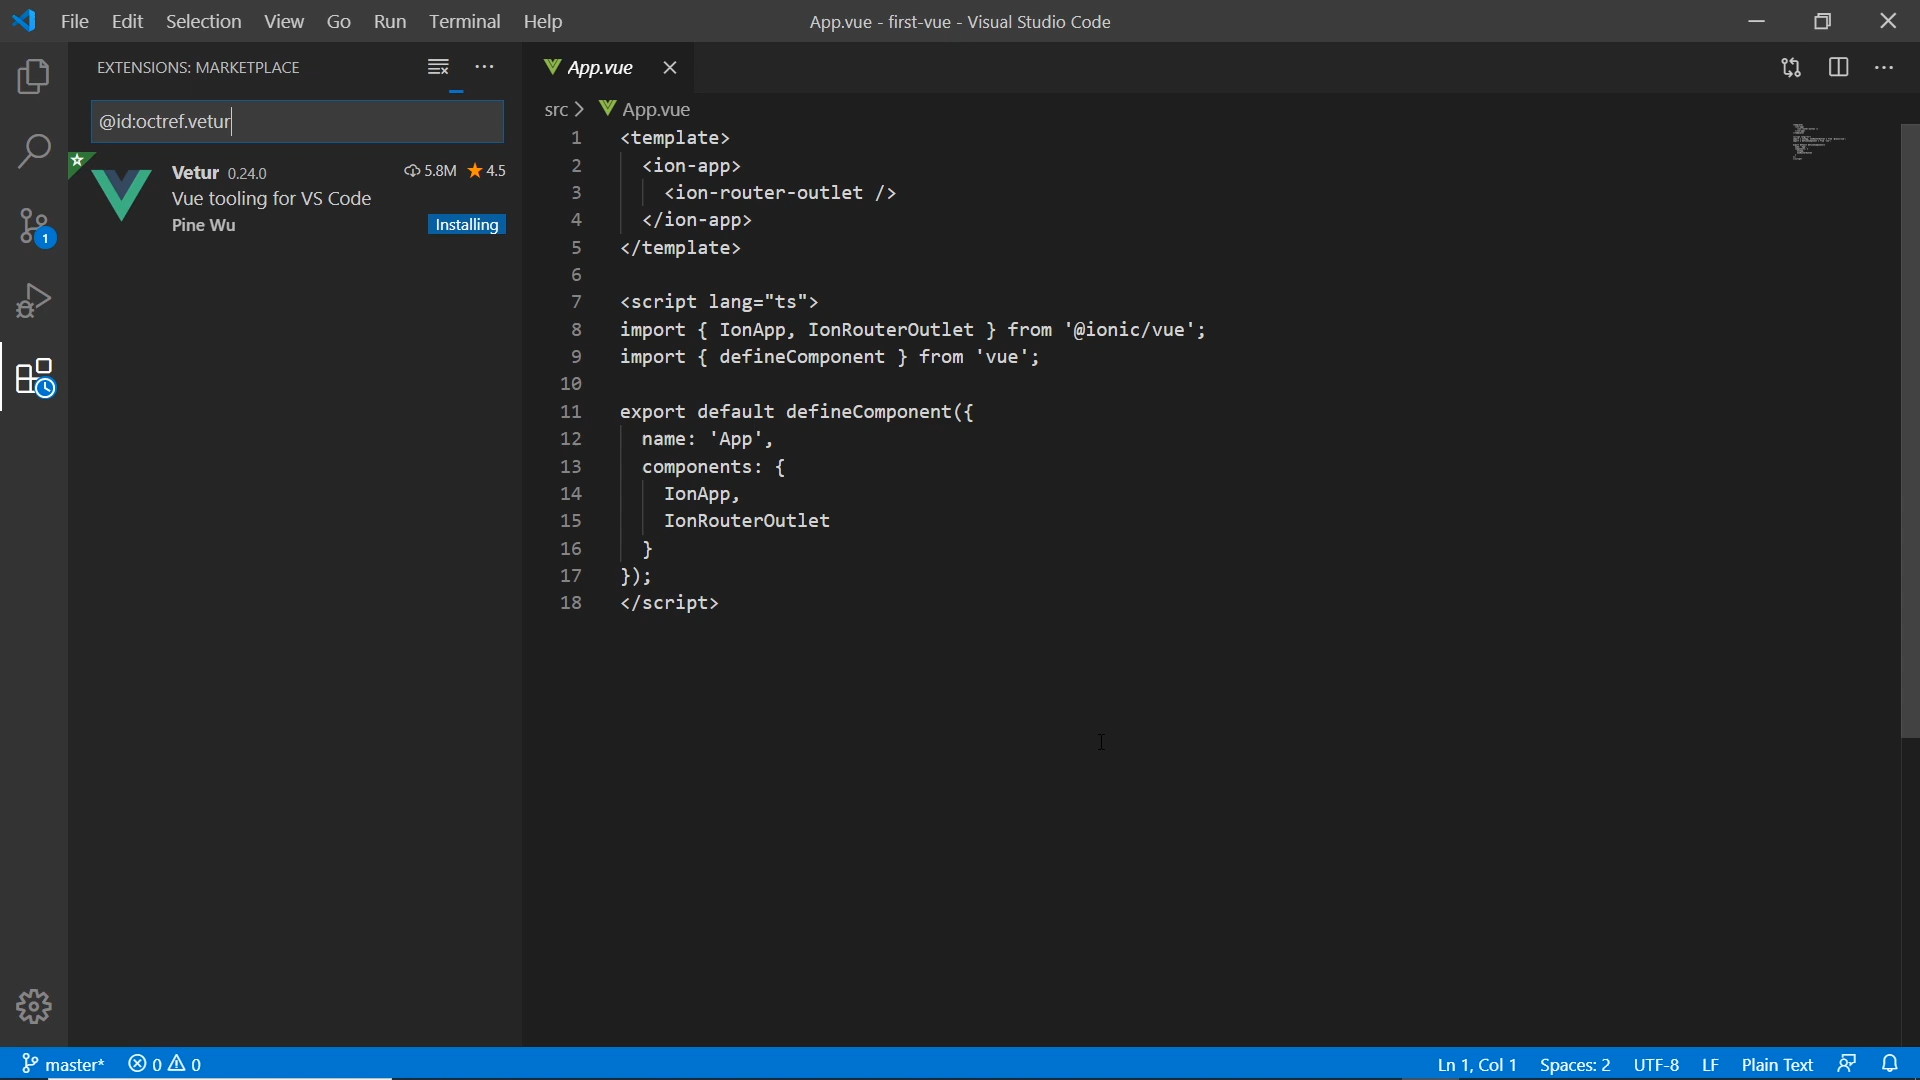 File Edit Selection View Go Run Terminal Help
App.vue - first-vue - Visual Studio Code
EXTENSIONS: MARKETPLACE
@id:octref.vetur
Vetur 0.24.0 5.8M 4.5
Vue tooling for VS Code
Pine Wu Installing
1
App.vue
src > App.vue
1 <template>
2 <ion-app>
3 <ion-router-outlet />
4 </ion-app>
5 </template>
6
7 <script lang="ts">
8 import { IonApp, IonRouterOutlet } from '@ionic/vue';
9 import { defineComponent } from 'vue';
10
11 export default defineComponent({
12 name: 'App',
13 components: {
14 IonApp,
15 IonRouterOutlet
16 }
17 });
18 </script>
master* 0 0 Ln 1, Col 1 Spaces: 2 UTF-8 LF Plain Text